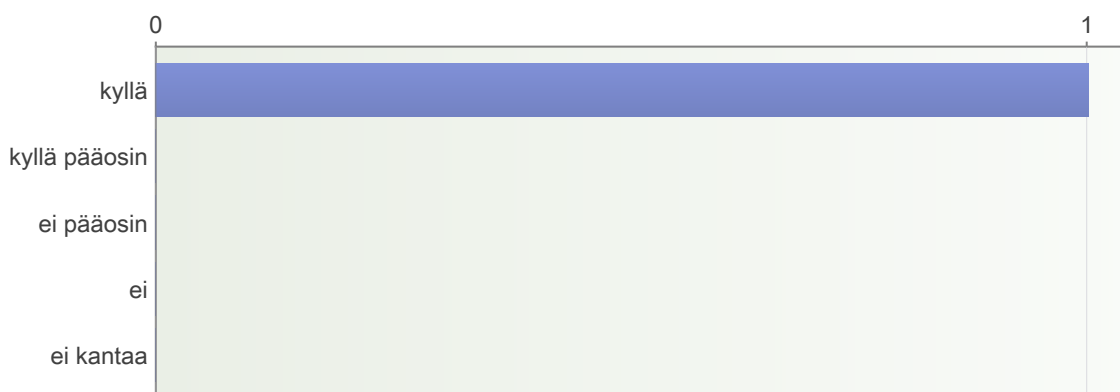 0 1
kyllä
kyllä pääosin
ei pääosin
ei
ei kantaa